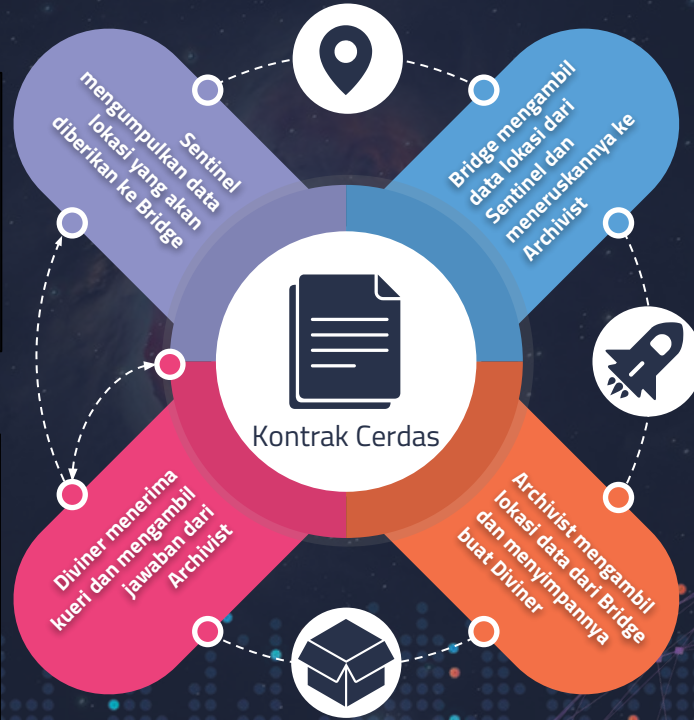 Sentinel
mengumpulkan data
lokasi yang akan
diberikan ke Bridge
Bridge mengambil
data lokasi dari
Sentinel dan
meneruskannya ke
Archivist
Kontrak Cerdas
Diviner menerima
kueri dan mengambil
jawaban dari
Archivist
Archivist mengambil
lokasi data dari Bridge
dan menyimpannya
buat Diviner